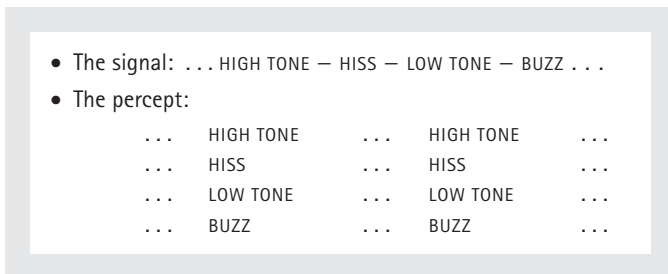 • The signal: ... HIGH TONE – HISS – LOW TONE – BUZZ ...
• The percept:
... HIGH TONE ... HIGH TONE ...
... HISS ... HISS ...
... LOW TONE ... LOW TONE ...
... BUZZ ... BUZZ ...